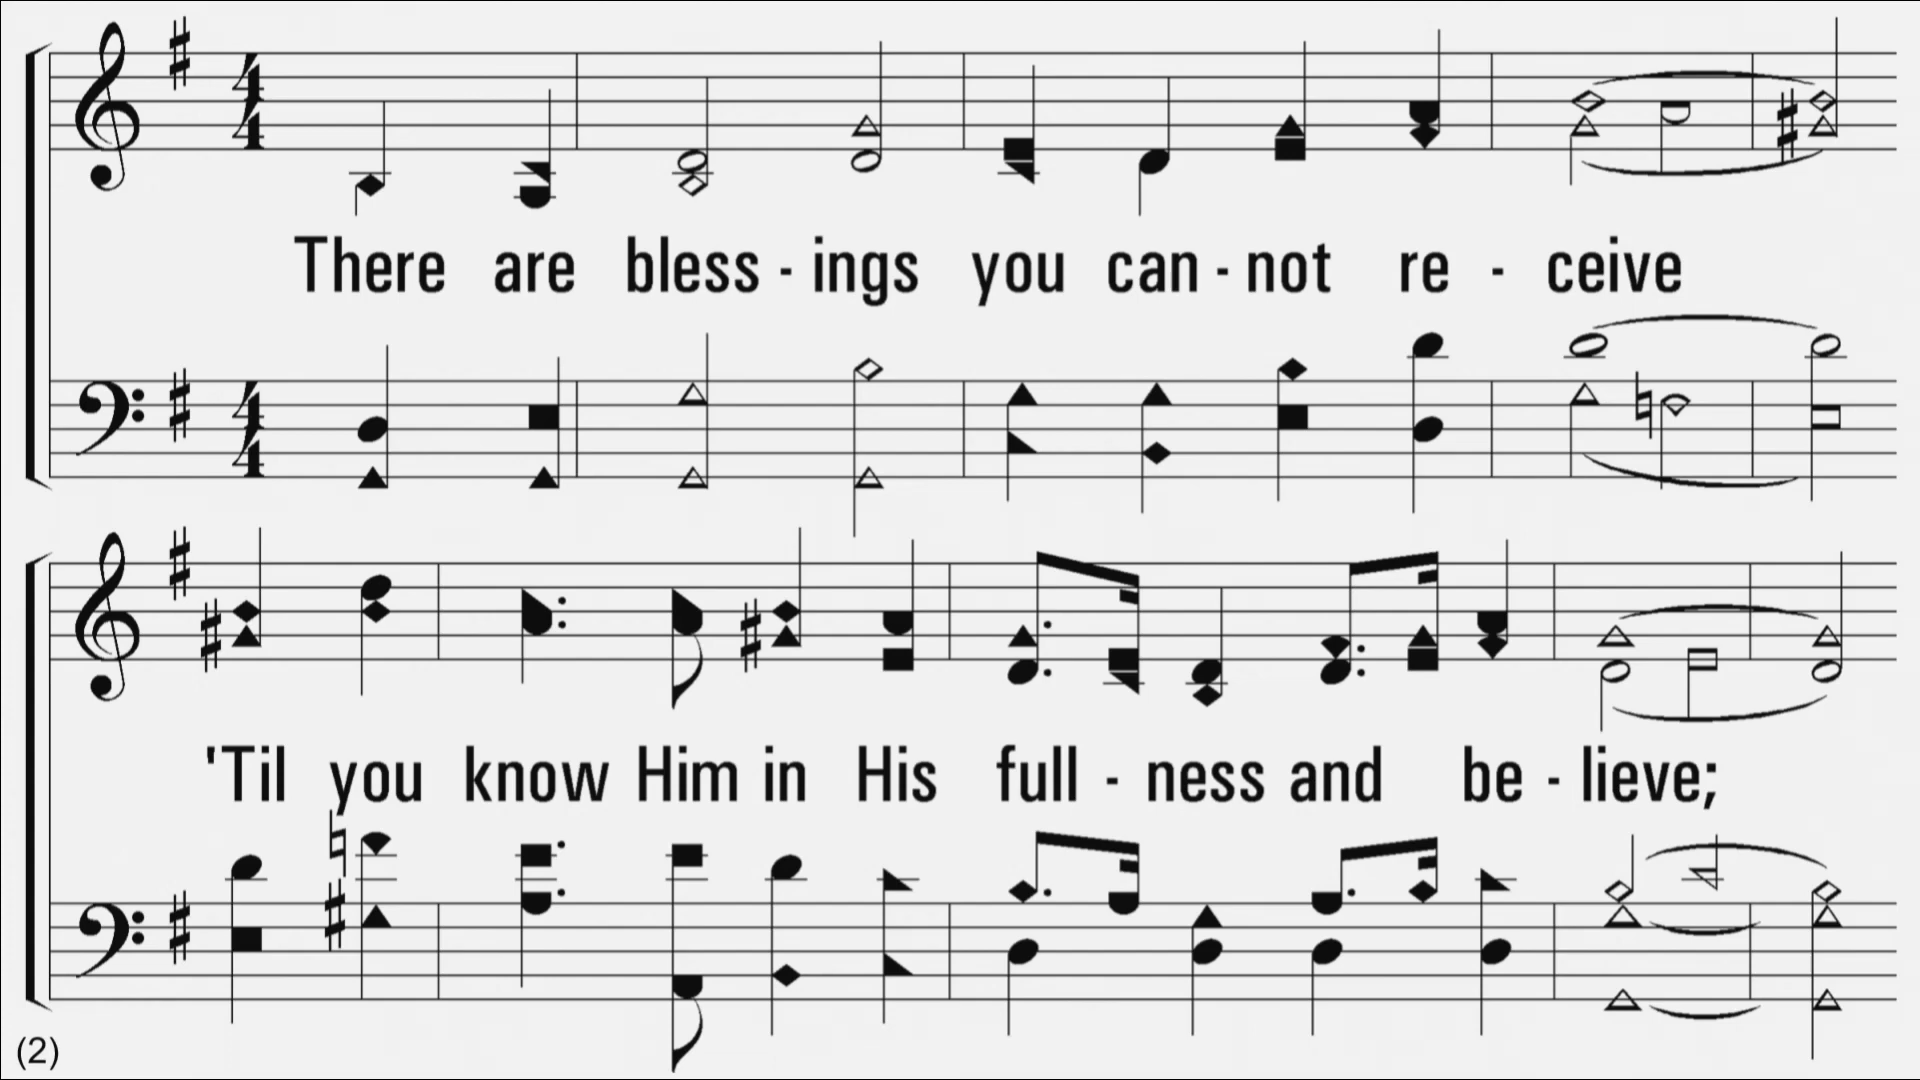 There are bless - ings you can - not re - ceive
'Til you know Him in His full - ness and be - lieve;
(2)